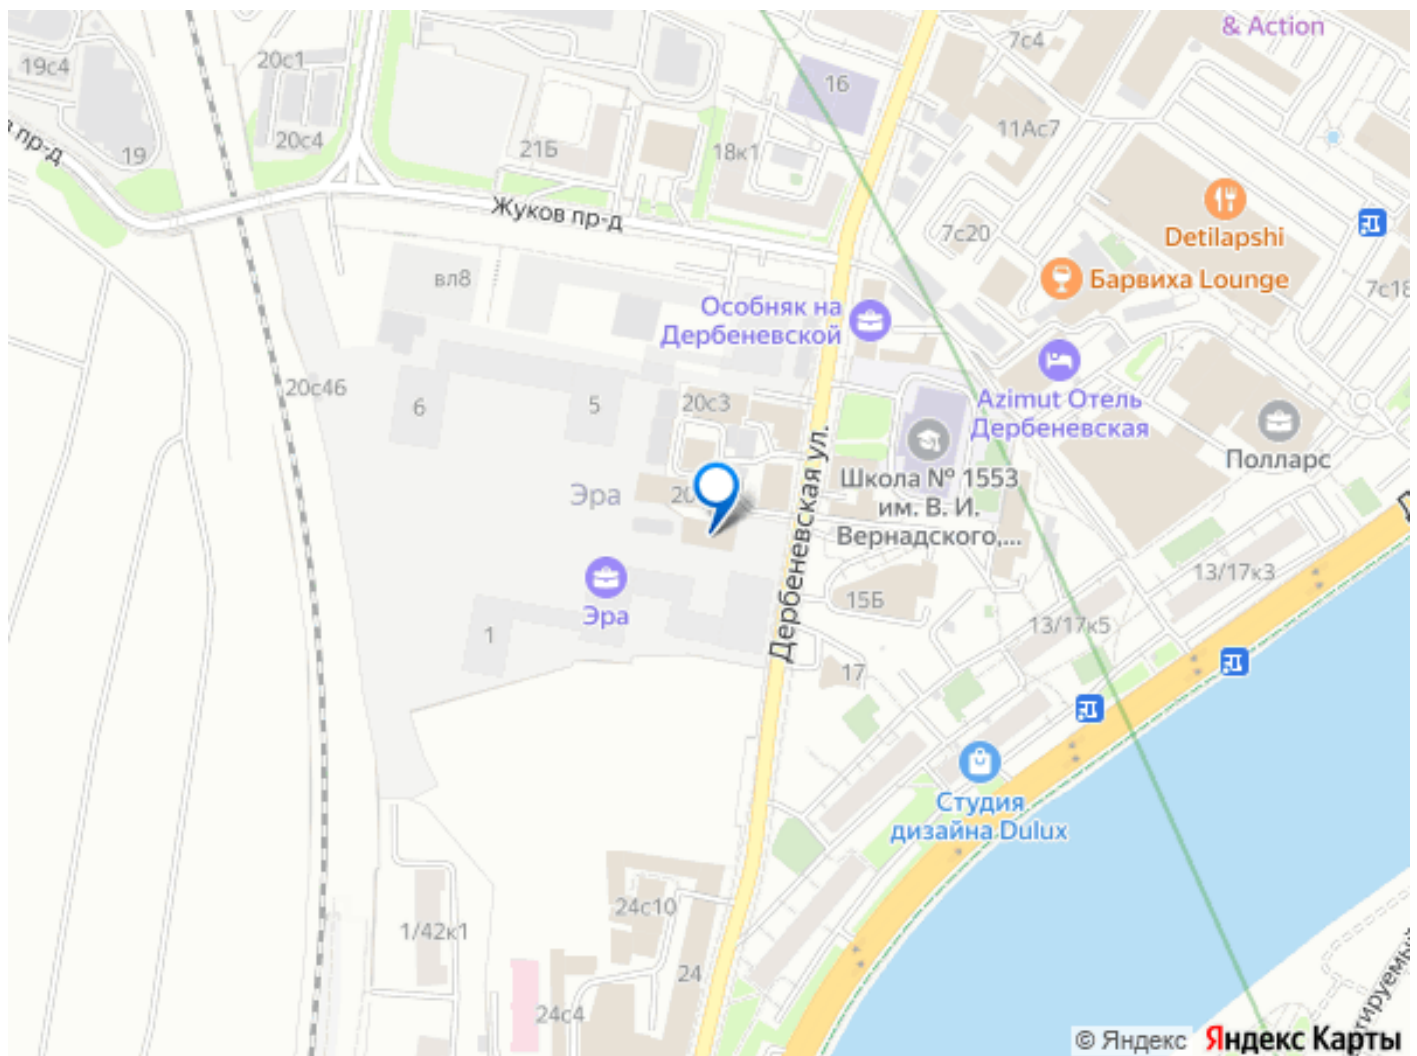 & Action
7с4
20с1
19с4
16
11Ас7
в пр-д
19
20с4
21Б
18к1
Жуков пр-д
7с20
Detilapshi
вл8
Барвиха Lounge
7с18
Особняк на
Дербеневской
20с46
6
5
20с3
Azimut Отель
Дербеневская
Полларс
Дербеневская ул.
Школа № 1553
им. В. И.
Вернадского,...
Эра
20
Эра
1
15Б
13/17к3
13/17к5
17
Студия
дизайна Dulux
24с10
1/42к1
24
24с4
© Яндекс Яндекс Карты